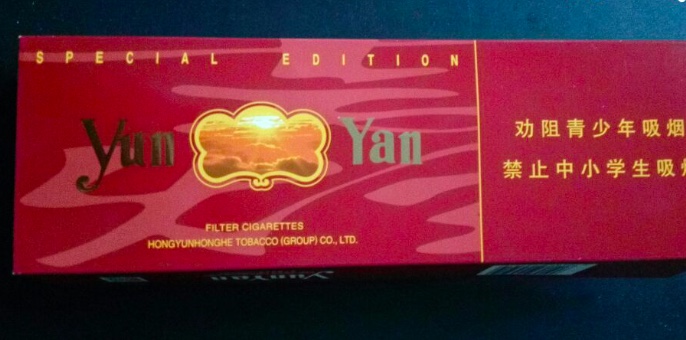 SPECIAL EDITION
Yun Yan
FILTER CIGARETTES
HONGYUNHONGHE TOBACCO (GROUP) CO., LTD.
劝阻青少年吸烟
禁止中小学生吸